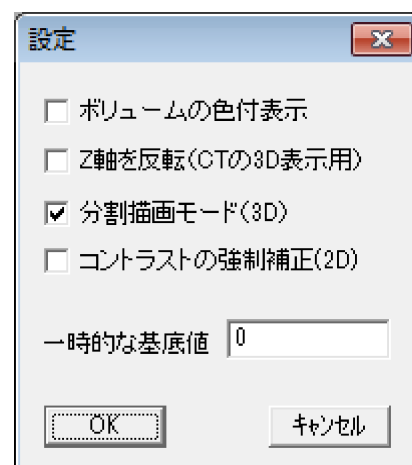 設定
ボリュームの色付表示
Z軸を反転(CTの3D表示用)
分割描画モード(3D)
コントラストの強制補正(2D)
一時的な基底値 0
OK キャンセル